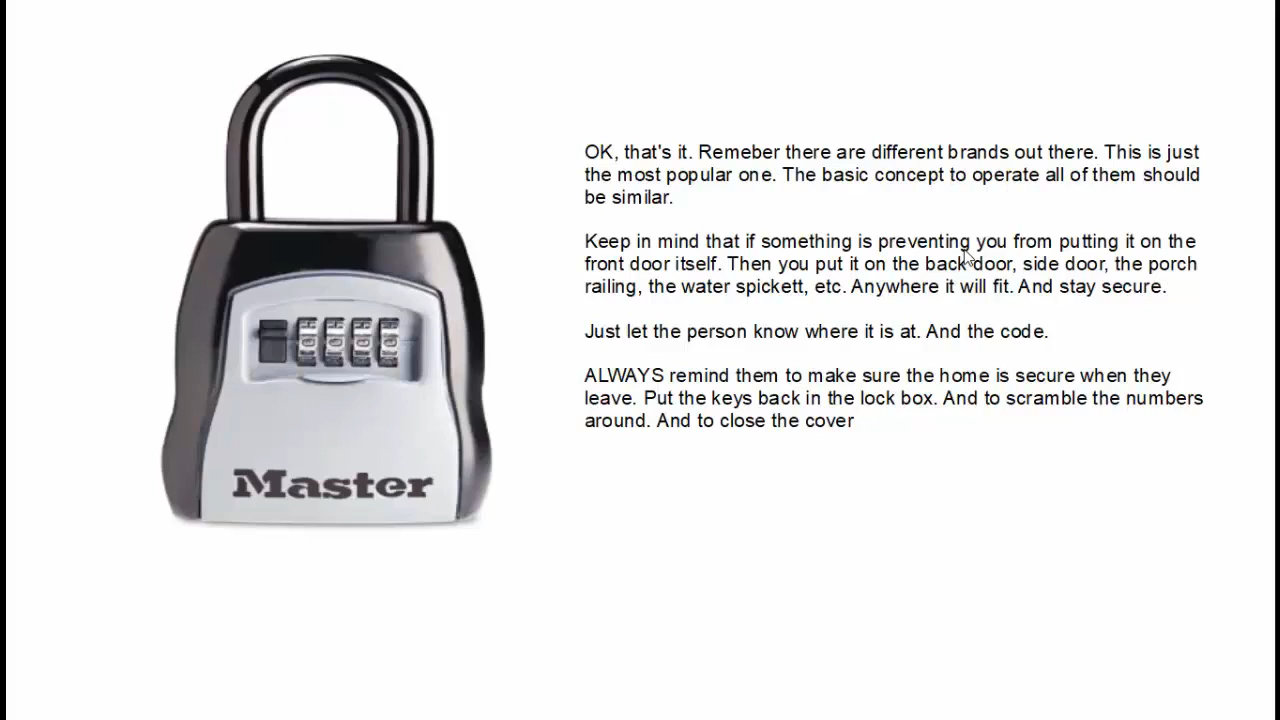 OK, that's it. Remeber there are different brands out there. This is just
the most popular one. The basic concept to operate all of them should
be similar.
Keep in mind that if something is preventing you from putting it on the
front door itself. Then you put it on the back door, side door, the porch
railing, the water spickett, etc. Anywhere it will fit. And stay secure.
Just let the person know where it is at. And the code.
ALWAYS remind them to make sure the home is secure when they
leave. Put the keys back in the lock box. And to scramble the numbers
around. And to close the cover
Master